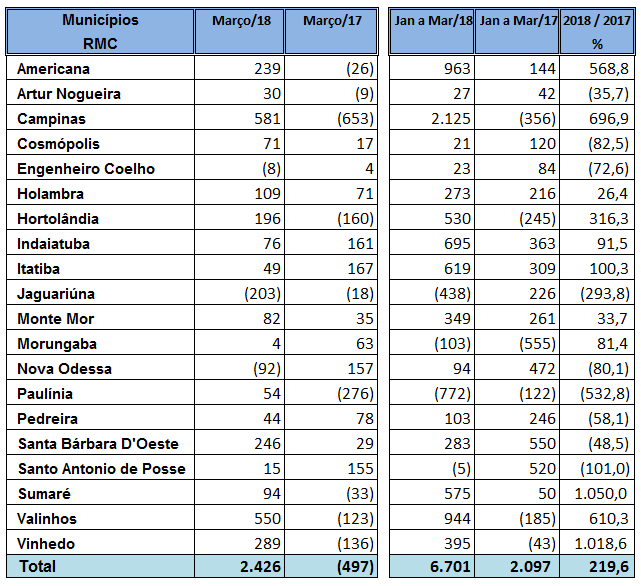 Municípios RMC Março/18 Março/17 Jan a Mar/18 Jan a Mar/17 2018 / 2017 %
Americana 239 (26) 963 144 568,8
Artur Nogueira 30 (9) 27 42 (35,7)
Campinas 581 (653) 2.125 (356) 696,9
Cosmópolis 71 17 21 120 (82,5)
Engenheiro Coelho (8) 4 23 84 (72,6)
Holambra 109 71 273 216 26,4
Hortolândia 196 (160) 530 (245) 316,3
Indaiatuba 76 161 695 363 91,5
Itatiba 49 167 619 309 100,3
Jaguariúna (203) (18) (438) 226 (293,8)
Monte Mor 82 35 349 261 33,7
Morungaba 4 63 (103) (555) 81,4
Nova Odessa (92) 157 94 472 (80,1)
Paulínia 54 (276) (772) (122) (532,8)
Pedreira 44 78 103 246 (58,1)
Santa Bárbara D'Oeste 246 29 283 550 (48,5)
Santo Antonio de Posse 15 155 (5) 520 (101,0)
Sumaré 94 (33) 575 50 1.050,0
Valinhos 550 (123) 944 (185) 610,3
Vinhedo 289 (136) 395 (43) 1.018,6
Total 2.426 (497) 6.701 2.097 219,6